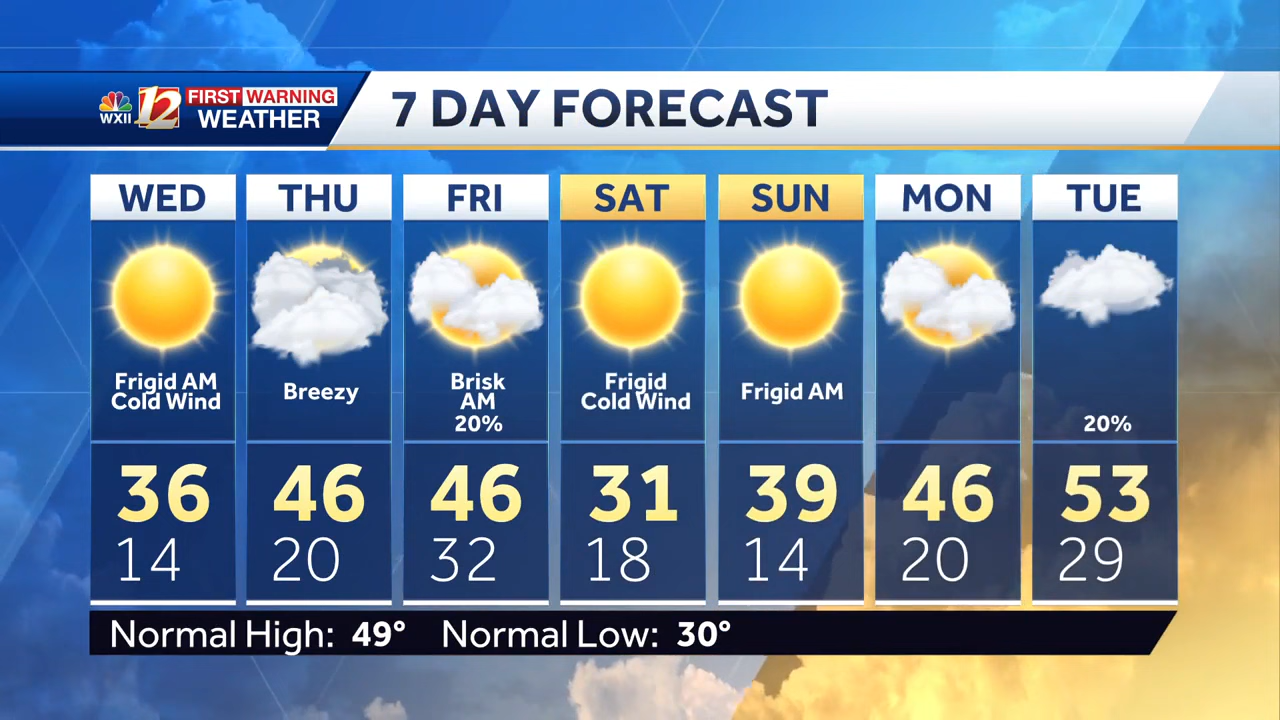 WXII 12 FIRST WARNING
WEATHER
7 DAY FORECAST
WED
Frigid AM
Cold Wind
36
14
THU
Breezy
46
20
FRI
Brisk
AM
20%
46
32
SAT
Frigid
Cold Wind
31
18
SUN
Frigid AM
39
14
MON
46
20
TUE
20%
53
29
Normal High: 49° Normal Low: 30°